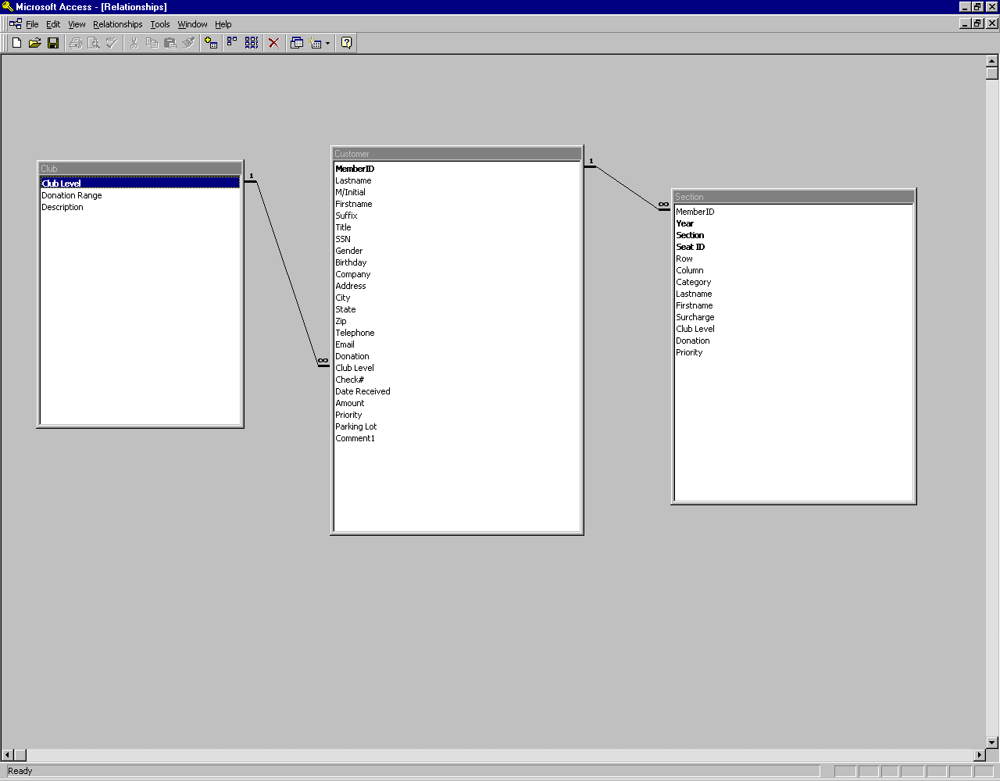 Microsoft Access - [Relationships]
File Edit View Relationships Tools Window Help
Club
Club Level
Donation Range
Description
1
∞
Customer
MemberID
Lastname
M/Initial
Firstname
Suffix
Title
SSN
Gender
Birthday
Company
Address
City
State
Zip
Telephone
Email
Donation
Club Level
Check#
Date Received
Amount
Priority
Parking Lot
Comment1
1
∞
Section
MemberID
Year
Section
Seat ID
Row
Column
Category
Lastname
Firstname
Surcharge
Club Level
Donation
Priority
Ready